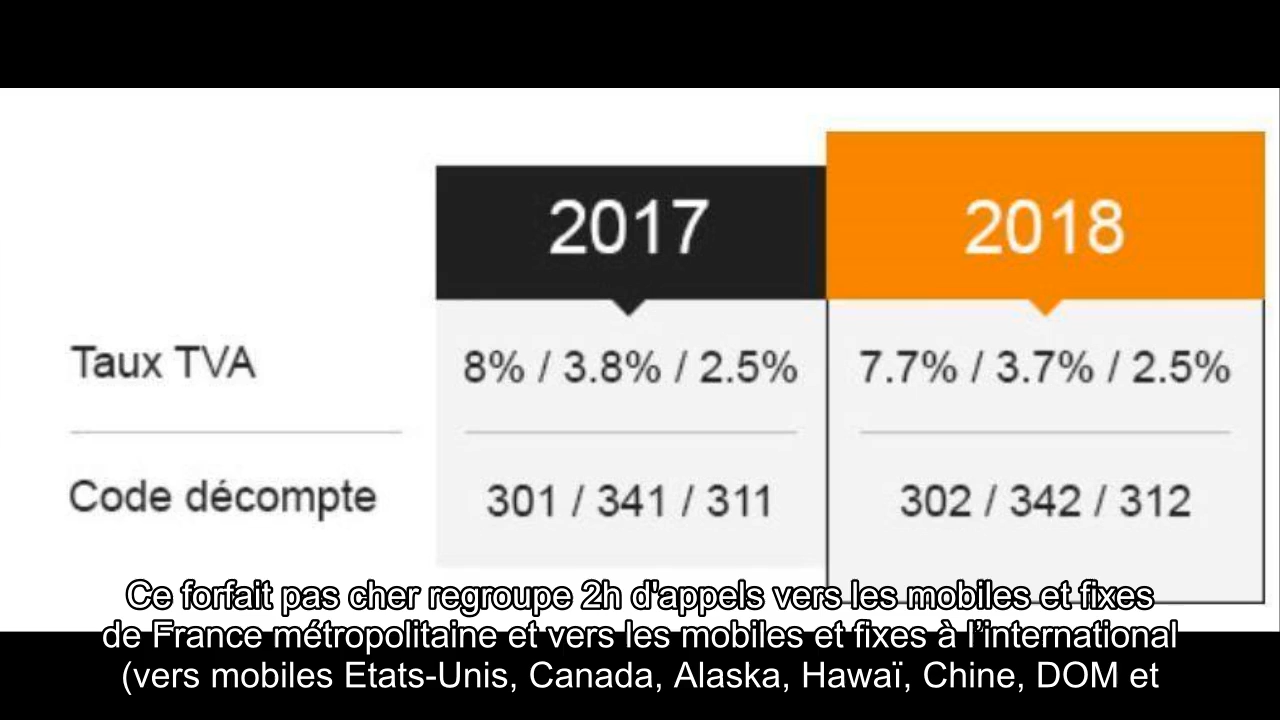 2017 2018
Taux TVA 8% / 3.8% / 2.5% 7.7% / 3.7% / 2.5%
Code décompte 301 / 341 / 311 302 / 342 / 312
Ce forfait pas cher regroupe 2h d'appels vers les mobiles et fixes
de France métropolitaine et vers les mobiles et fixes à l’international
(vers mobiles Etats-Unis, Canada, Alaska, Hawaï, Chine, DOM et